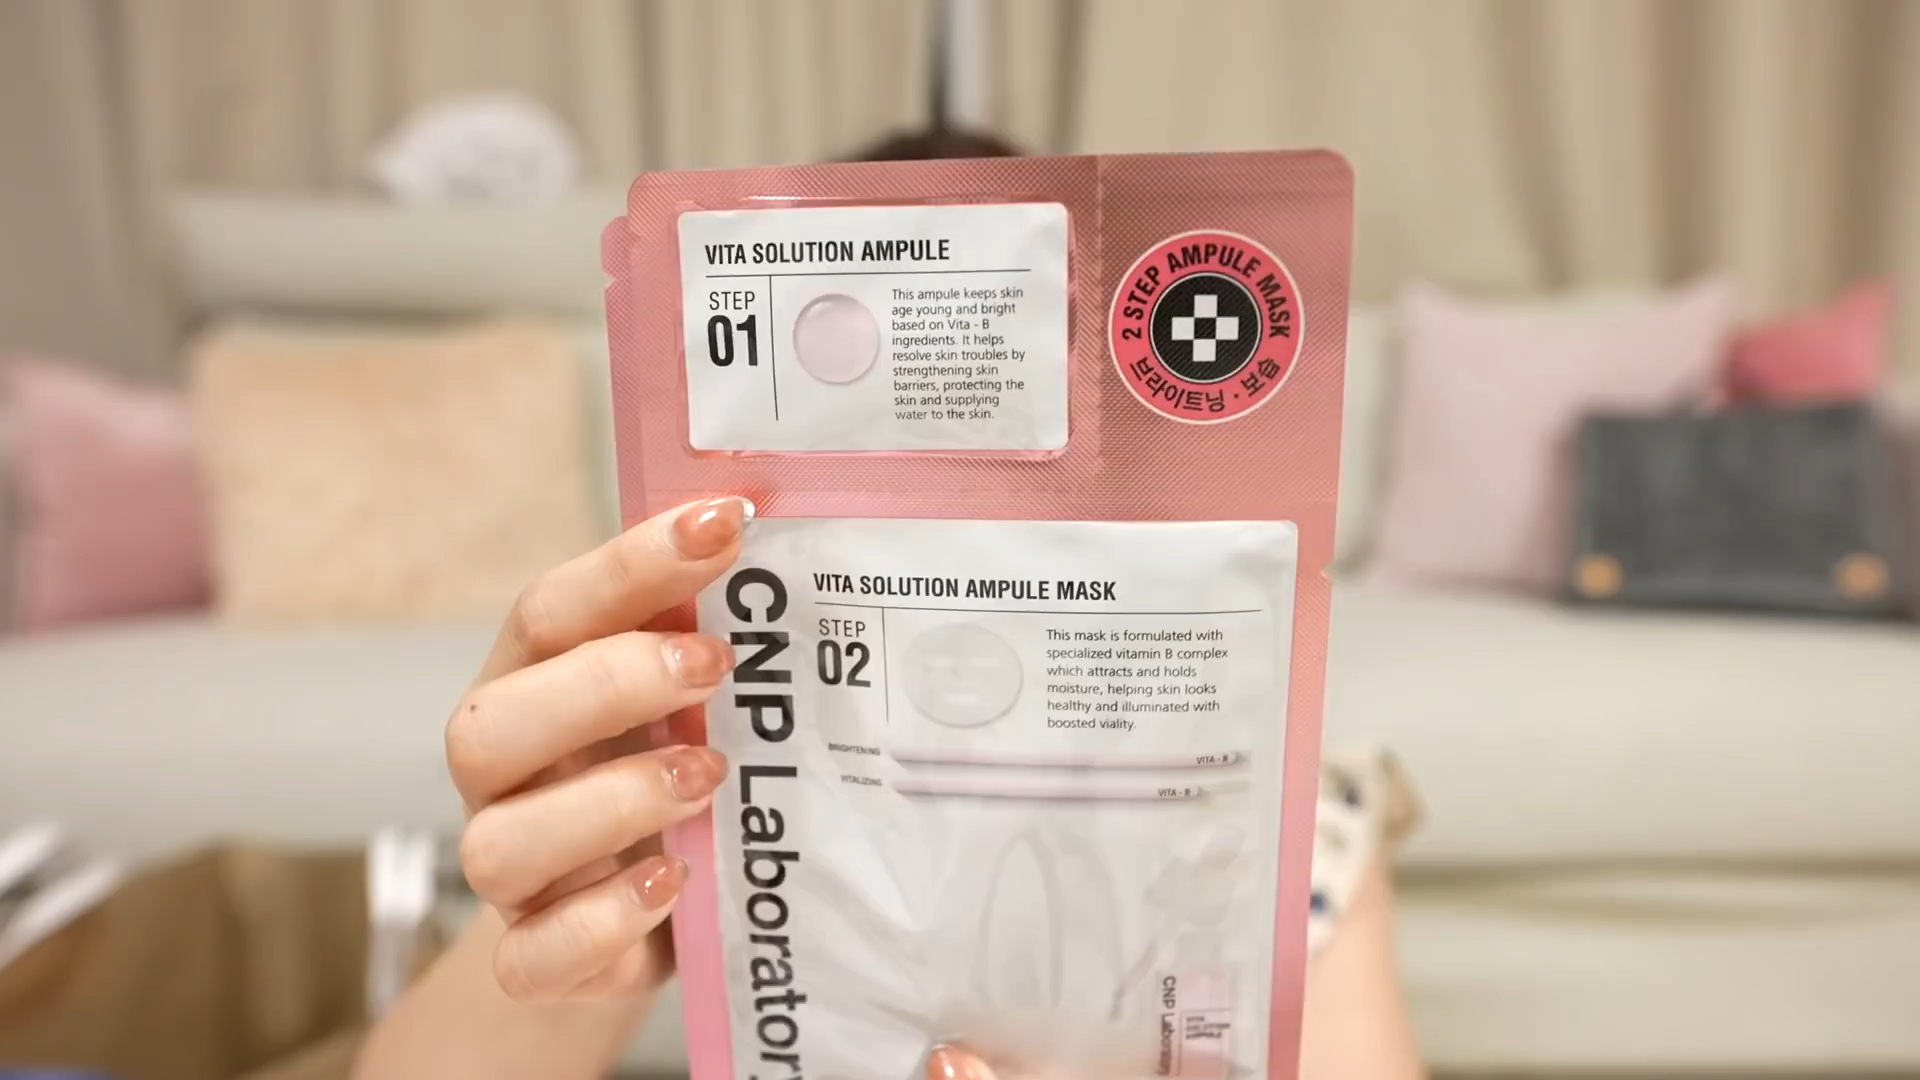 VITA SOLUTION AMPULE
STEP
01
This ampule keeps skin
age young and bright
based on Vita - B
ingredients. It helps
resolve skin troubles by
strengthening skin
barriers, protecting the
skin and supplying
water to the skin.
2 STEP AMPULE MASK
브라이트닝 · 보습
CNP Laboratory
VITA SOLUTION AMPULE MASK
STEP
02
This mask is formulated with
specialized vitamin B complex
which attracts and holds
moisture, helping skin looks
healthy and illuminated with
boosted viality.
BRIGHTENING
VITA - B
VITALIZING
VITA - B
CNP Laboratory
VITA
SOLUTION
AMPULE